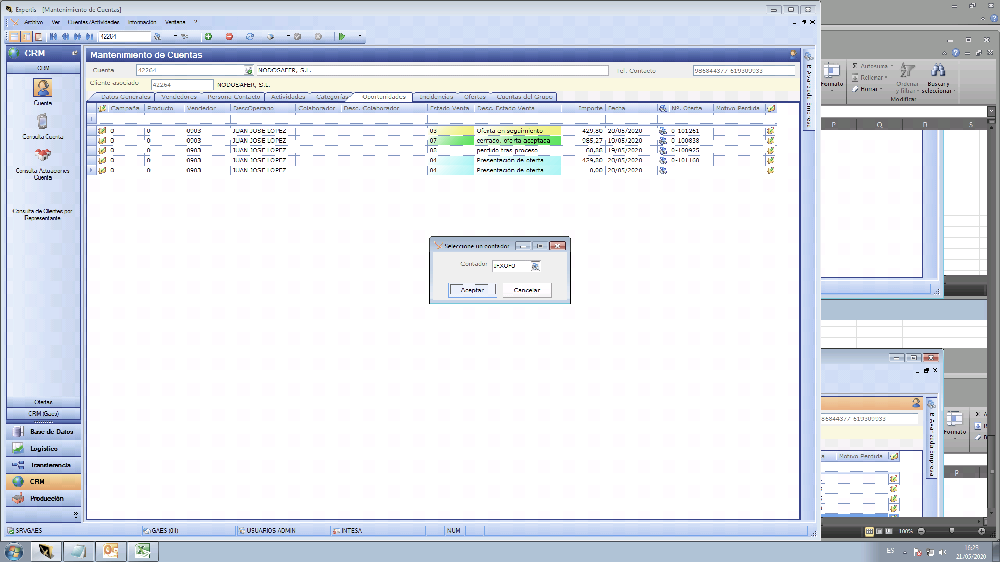 Expertis - [Mantenimiento de Cuentas]
Archivo Ver Cuentas/Actividades Información Ventana ?
42264
CRM
CRM
Cuenta
Consulta Cuenta
Consulta Actuaciones
Cuenta
Consulta de Clientes por
Representante
Ofertas
CRM (Gaes)
Base de Datos
Logístico
Transferencia...
CRM
Producción
Mantenimiento de Cuentas
Cuenta 42264 NODOSAFER, S.L. Tel. Contacto 986844377-619309933
Cliente asociado 42264 NODOSAFER, S.L.
Datos Generales Vendedores Persona Contacto Actividades Categorías Oportunidades Incidencias Ofertas Cuentas del Grupo
Campaña Producto Vendedor DescOperario Colaborador Desc. Colaborador Estado Venta Desc. Estado Venta Importe Fecha Nº. Oferta Motivo Perdida
0 0 0903 JUAN JOSE LOPEZ 03 Oferta en seguimiento 429,80 20/05/2020 0-101261
0 0 0903 JUAN JOSE LOPEZ 07 cerrado. oferta aceptada 985,27 19/05/2020 0-100838
0 0 0903 JUAN JOSE LOPEZ 08 perdido tras proceso 68,88 19/05/2020 0-100925
0 0 0903 JUAN JOSE LOPEZ 04 Presentación de oferta 429,80 20/05/2020 0-101160
0 0 0903 JUAN JOSE LOPEZ 04 Presentación de oferta 0,00 20/05/2020
B.Avanzada Empresa
Seleccione un contador
Contador IFXOF0
Aceptar Cancelar
SRVGAES GAES (01) USUARIOS-ADMIN INTESA NUM
Formato
Σ Autosuma
Rellenar
Borrar
Ordenar
y filtrar
Buscar y
seleccionar
Modificar
P Q R S
86844377-619309933
B.Avanzada Empresa
a Motivo Perdida
Formato
Σ A
R
B
P
100%
ES
16:23
21/05/2020